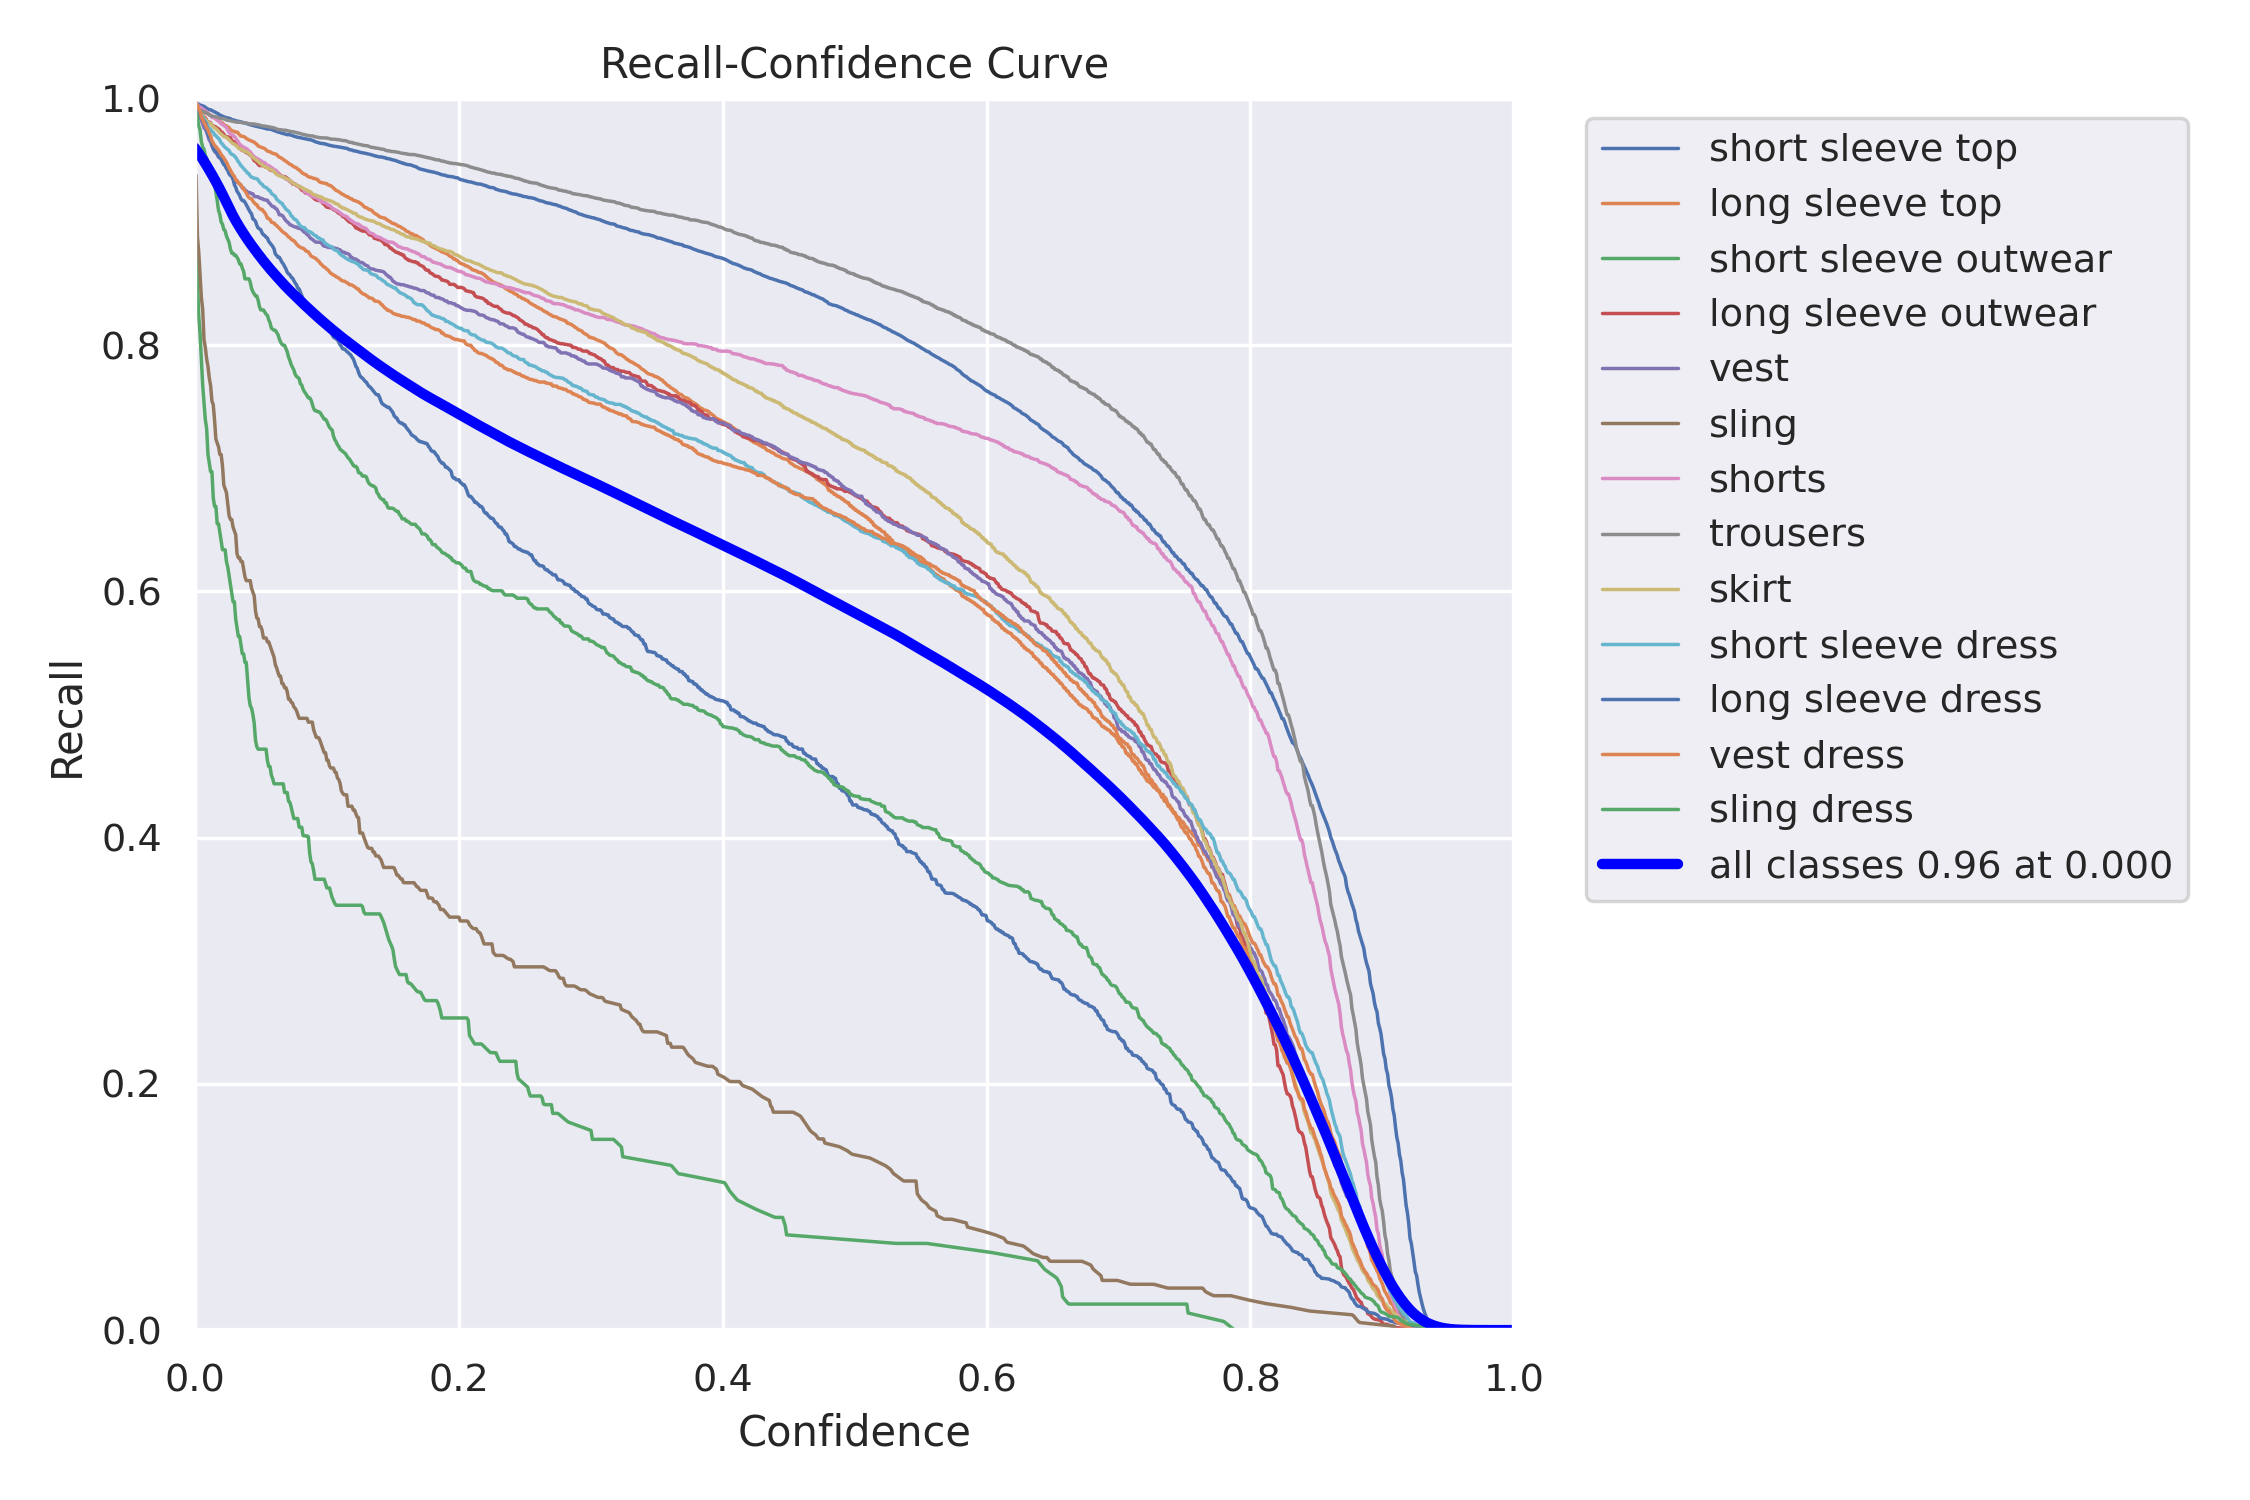 Recall-Confidence Curve
1.0
0.8
0.6
0.4
0.2
0.0
Recall
0.0 0.2 0.4 0.6 0.8 1.0
Confidence
short sleeve top
long sleeve top
short sleeve outwear
long sleeve outwear
vest
sling
shorts
trousers
skirt
short sleeve dress
long sleeve dress
vest dress
sling dress
all classes 0.96 at 0.000